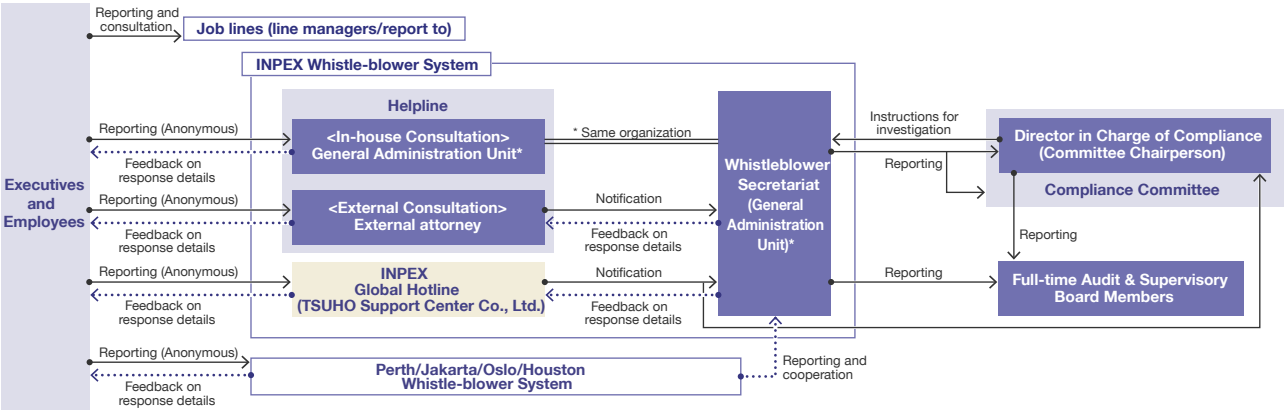 Reporting and
consultation
Job lines (line managers/report to)
INPEX Whistle-blower System
Helpline
Executives
and
Employees
Reporting (Anonymous)
Feedback on
response details
<In-house Consultation>
General Administration Unit*
* Same organization
Reporting (Anonymous)
Feedback on
response details
<External Consultation>
External attorney
Notification
Feedback on
response details
Reporting (Anonymous)
Feedback on
response details
INPEX
Global Hotline
(TSUHO Support Center Co., Ltd.)
Notification
Feedback on
response details
Whistleblower
Secretariat
(General
Administration
Unit)*
Instructions for
investigation
Reporting
Director in Charge of Compliance
(Committee Chairperson)
Compliance Committee
Reporting
Reporting
Full-time Audit & Supervisory
Board Members
Reporting (Anonymous)
Feedback on
response details
Perth/Jakarta/Oslo/Houston
Whistle-blower System
Reporting and
cooperation